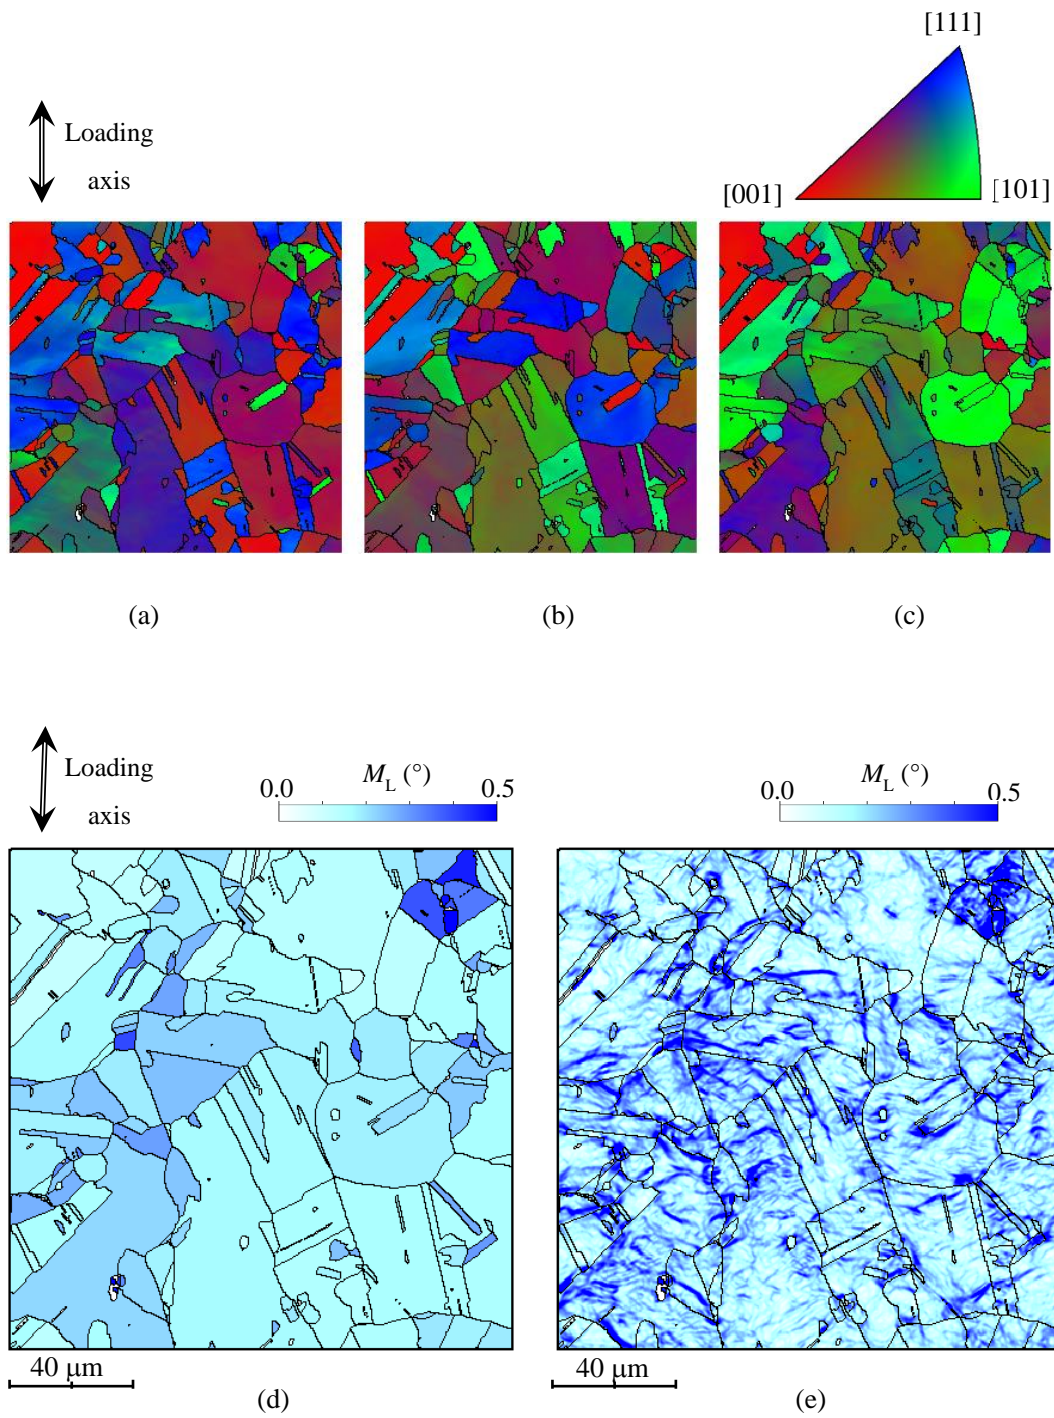 [111]
Loading
axis
[001]
[101]
(a)
(b)
(c)
Loading
axis
0.0 M_L (°) 0.5
0.0 M_L (°) 0.5
40 μm
(d)
40 μm
(e)